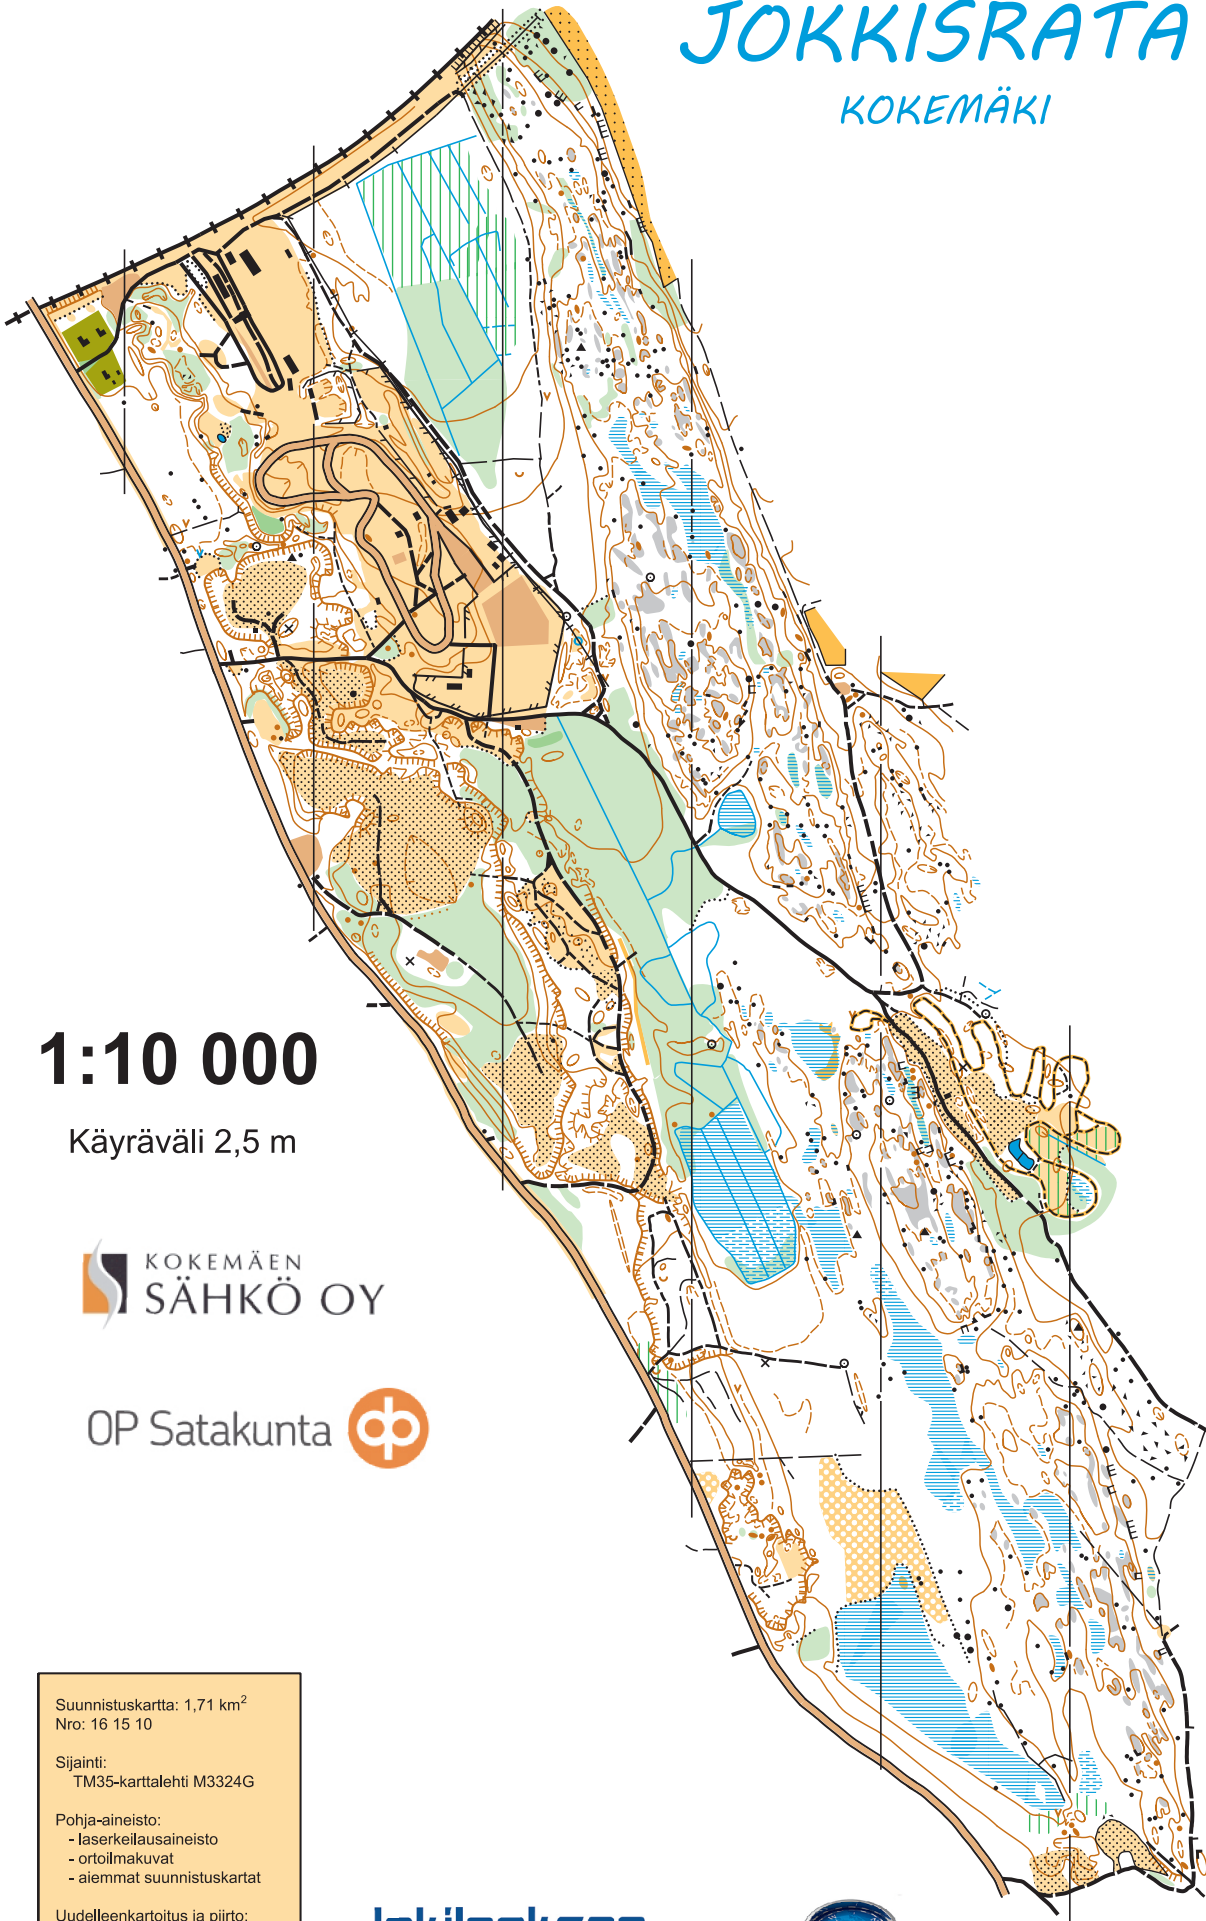 JOKKISRATA
KOKEMÄKI
1:10 000
Käyräväli 2,5 m
KOKEMÄEN
SÄHKÖ OY
OP Satakunta
Suunnistuskartta: 1,71 km²
Nro: 16 15 10
Sijainti:
TM35-karttalehti M3324G
Pohja-aineisto:
- laserkeilausaineisto
- ortoilmakuvat
- aiemmat suunnistuskartat
Uudelleenkartoitus ja piirto: